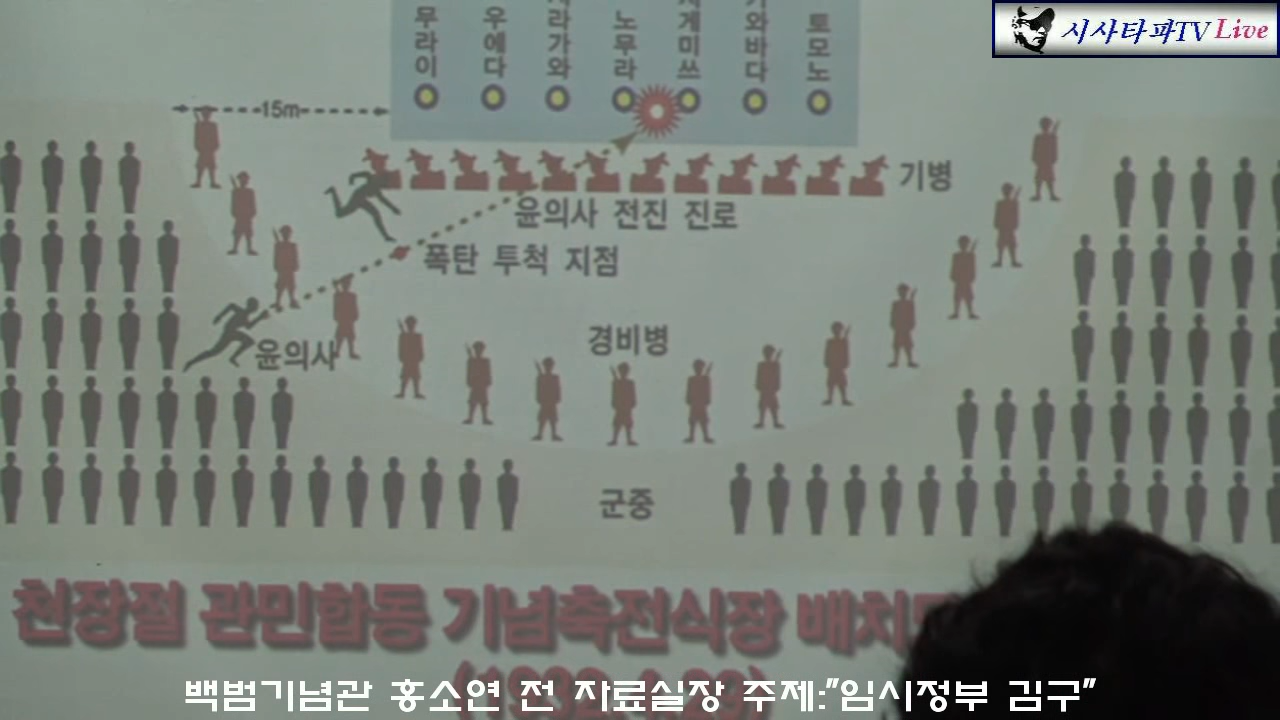 시사타파TV Live
무라이
우에다
시라가와
노무라
시게미쓰
가와바다
토모노
15m
기병
윤의사 전진 진로
폭탄 투척 지점
윤의사
경비병
군중
천장절 관민합동 기념축전식장
백범기념관 홍소연 전 자료실장 주제:"임시정부 김구"